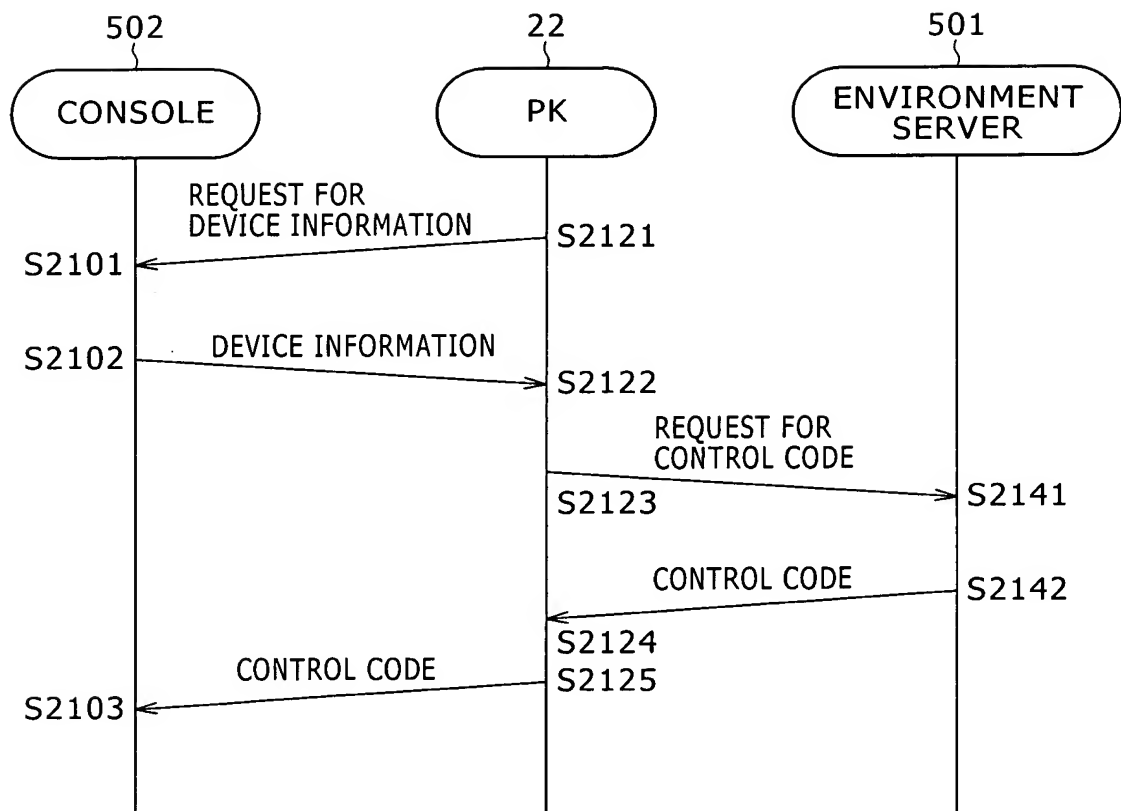 502
22
501
CONSOLE
PK
ENVIRONMENT
SERVER
REQUEST FOR
DEVICE INFORMATION
S2121
S2101
S2102
DEVICE INFORMATION
S2122
REQUEST FOR
CONTROL CODE
S2123
S2141
CONTROL CODE
S2142
S2124
CONTROL CODE
S2125
S2103